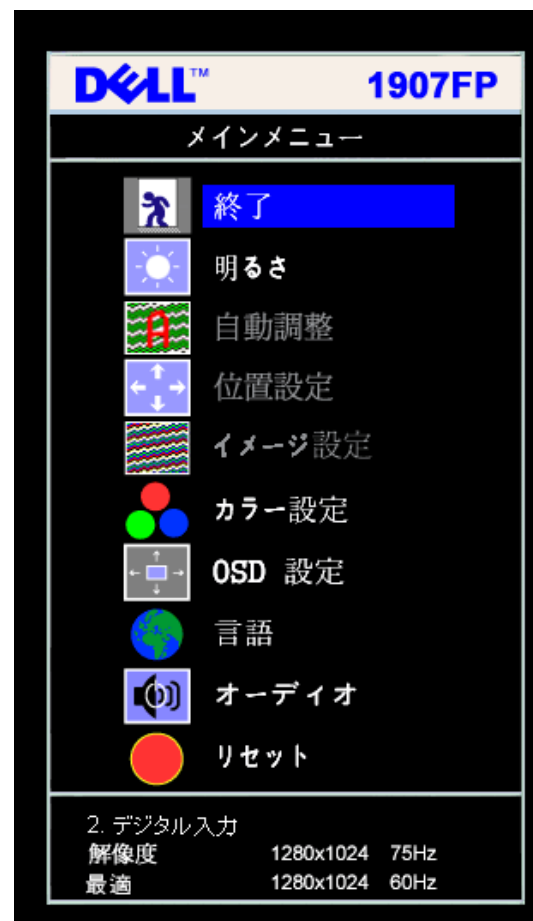 DELL™ 1907FP
メインメニュー
終了
明るさ
自動調整
位置設定
イメージ設定
カラー設定
OSD 設定
言語
オーディオ
リセット
2. デジタル入力
解像度 1280x1024 75Hz
最適 1280x1024 60Hz